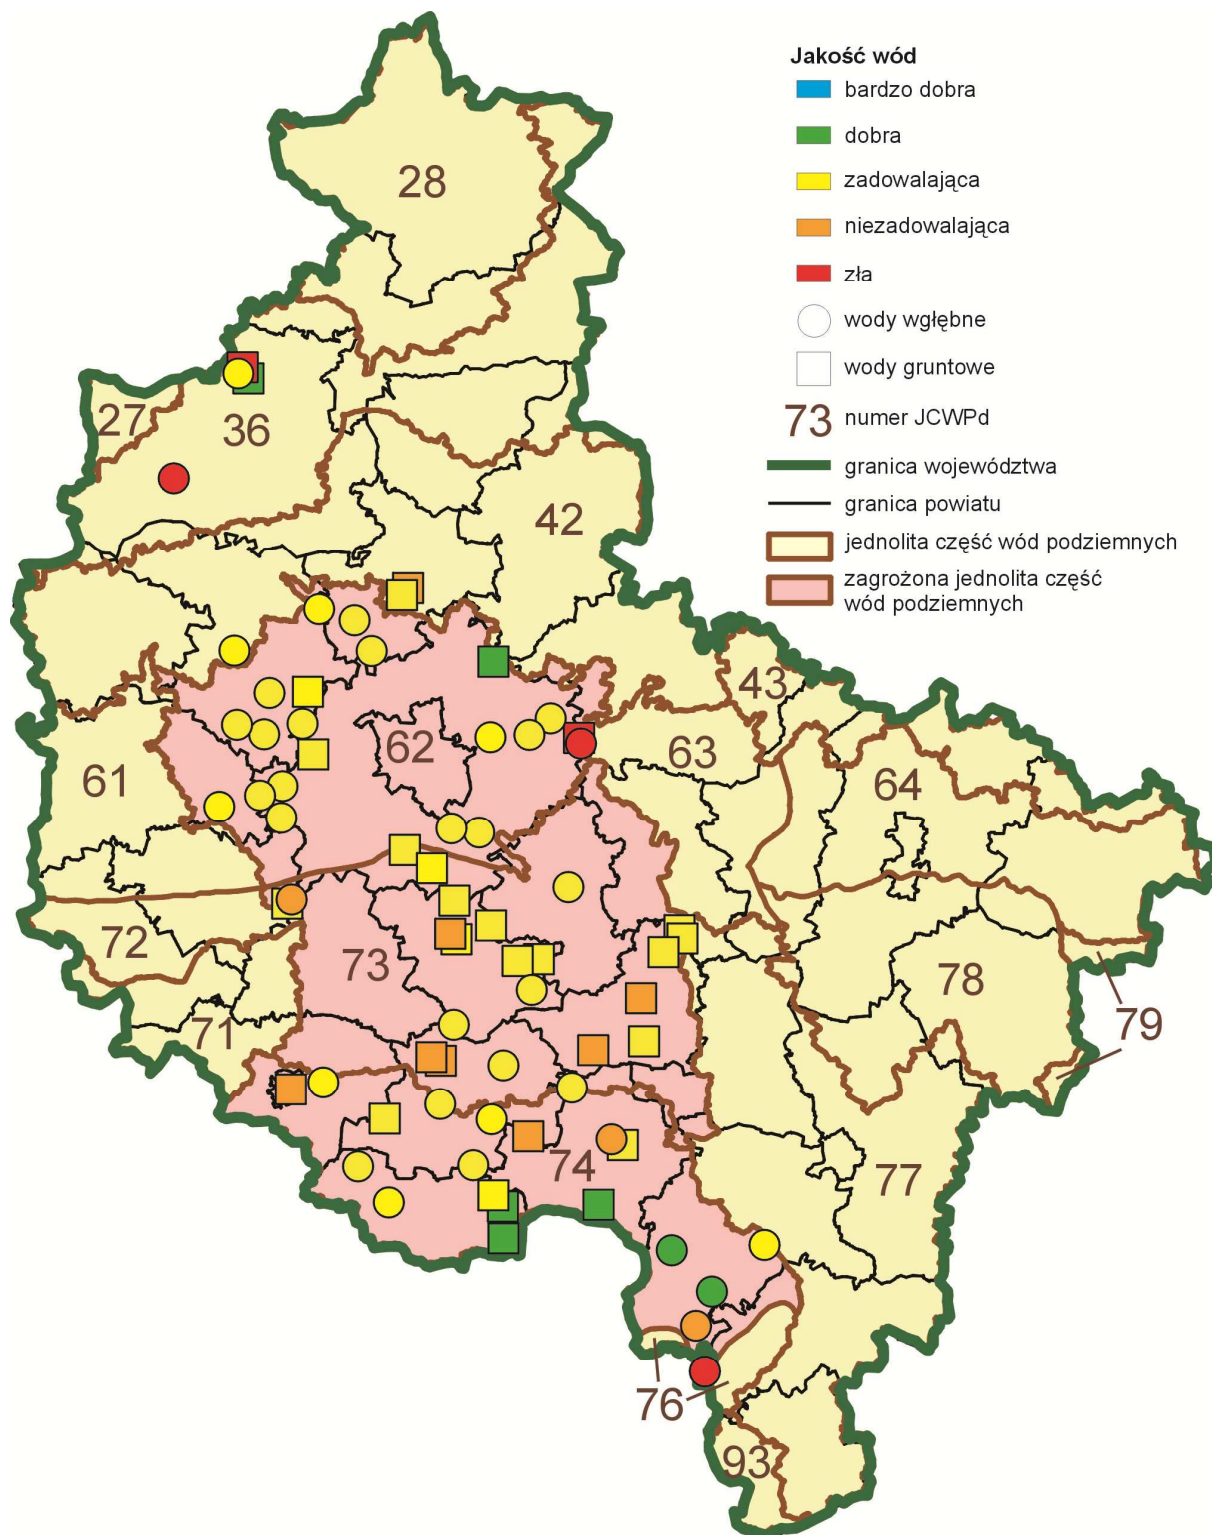 Jakość wód
bardzo dobra
dobra
zadowalająca
niezadowalająca
zła
wody wgłębne
wody gruntowe
73 numer JCWPd
granica województwa
granica powiatu
jednolita część wód podziemnych
zagrożona jednolita część
wód podziemnych
28
27
36
42
43
62
63
61
64
72
73
78
79
71
74
77
76
93